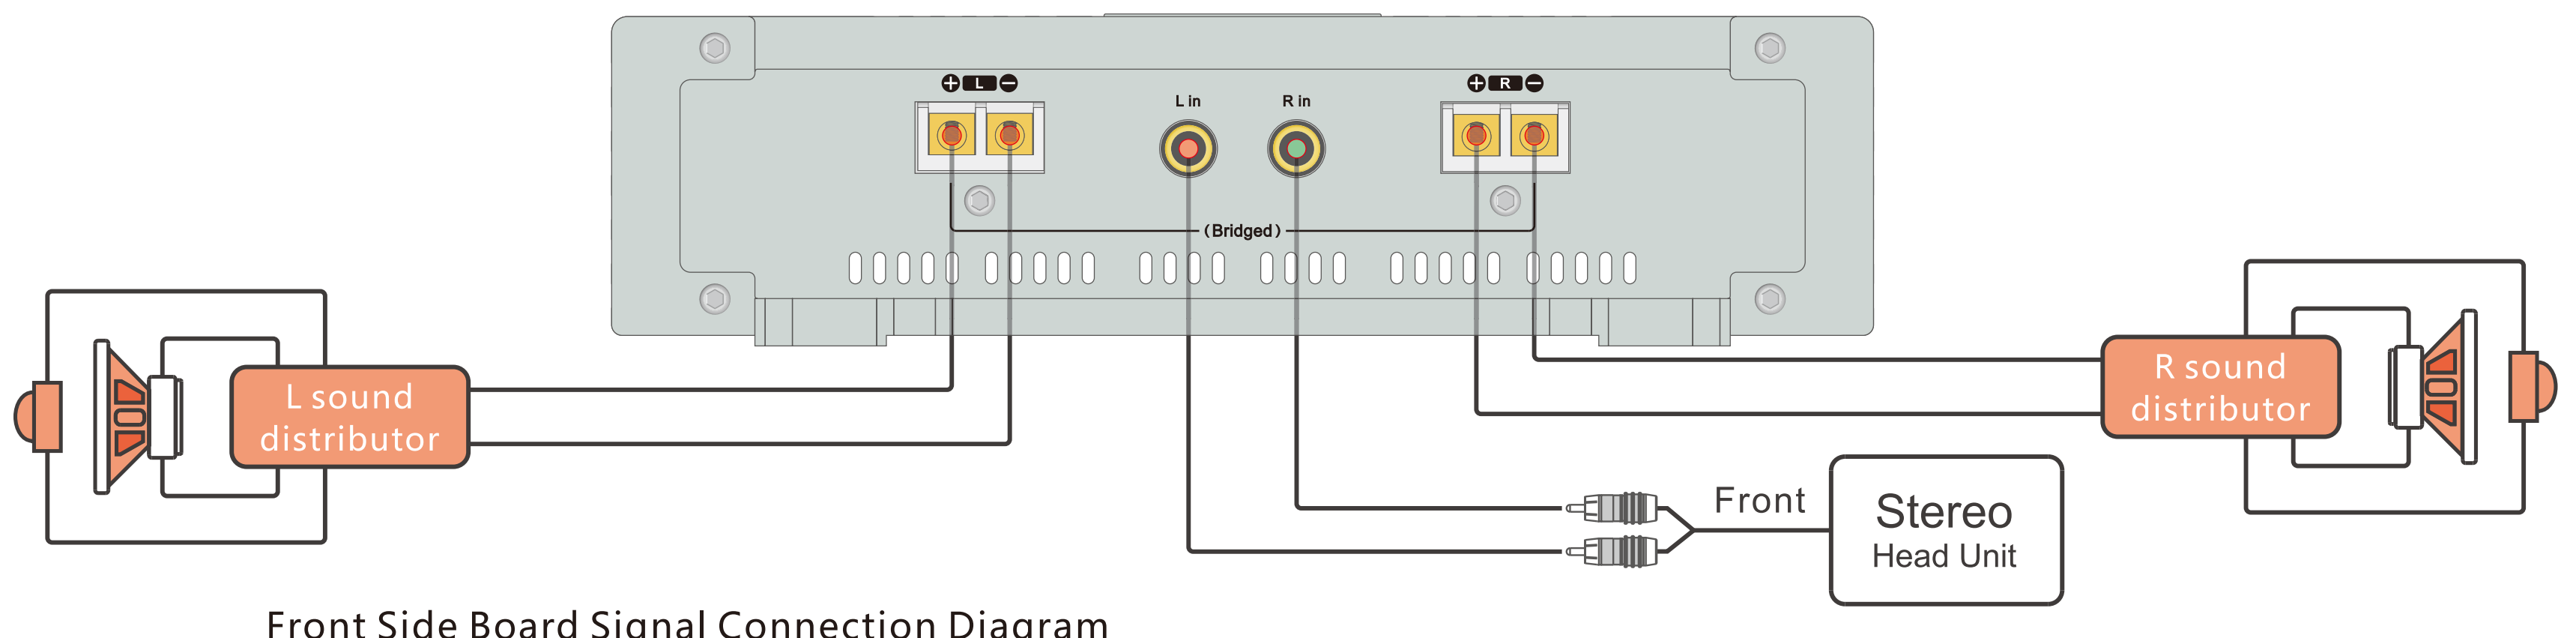 + L −
L in
R in
+ R −
(Bridged)
L sound
distributor
R sound
distributor
Front
Stereo
Head Unit
Front Side Board Signal Connection Diagram